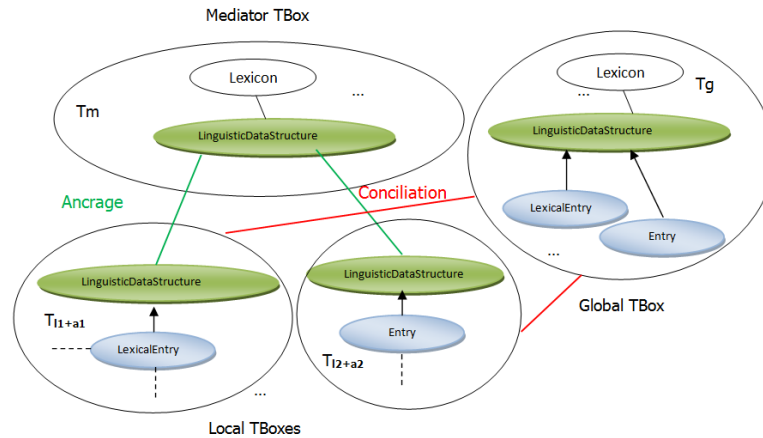 Mediator TBox
Lexicon
...
Tm
LinguisticDataStructure
Lexicon
...
Tg
LinguisticDataStructure
LexicalEntry
Entry
...
Global TBox
Ancrage
Conciliation
LinguisticDataStructure
Tl1+a1
LexicalEntry
...
LinguisticDataStructure
Entry
Tl2+a2
Local TBoxes